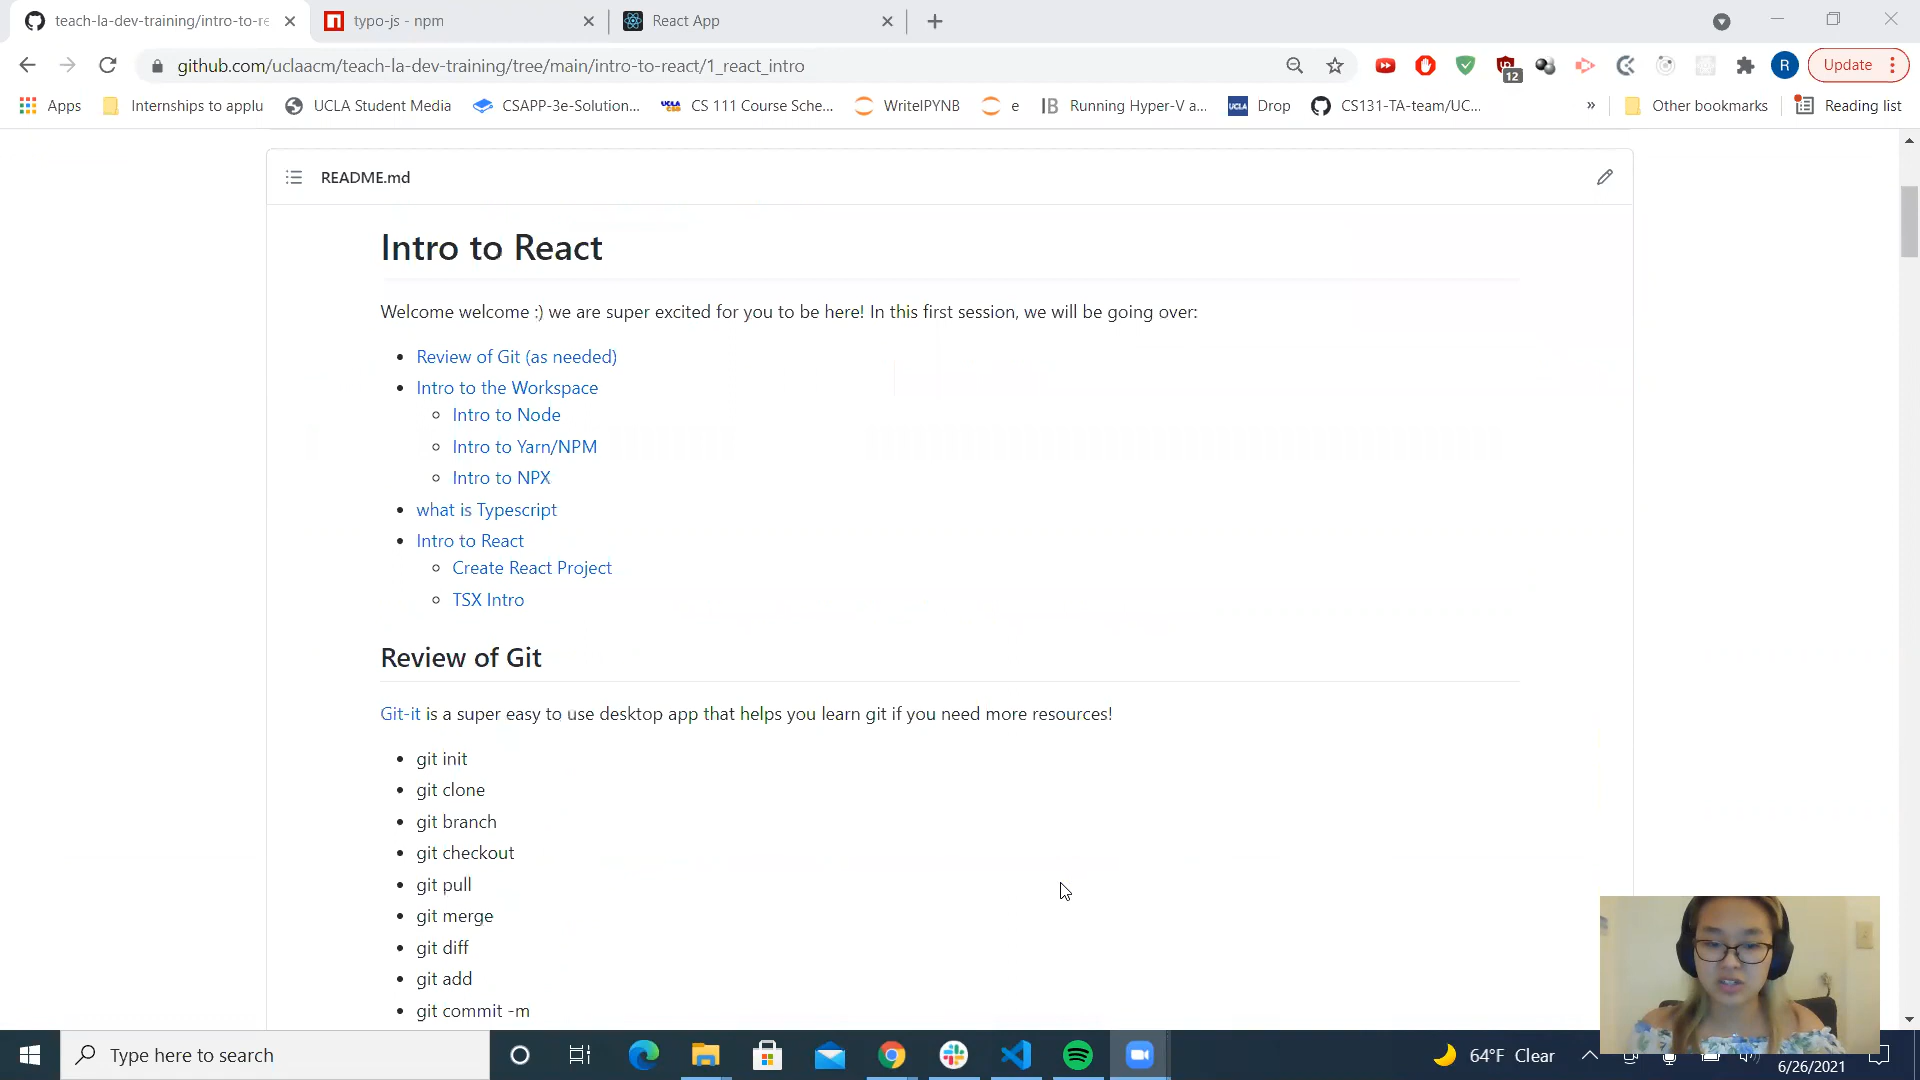 teach-la-dev-training/intro-to-re
typo-js - npm
React App
github.com/uclaacm/teach-la-dev-training/tree/main/intro-to-react/1_react_intro
12
R
Update
Apps
Internships to applu
UCLA Student Media
CSAPP-3e-Solution...
CS 111 Course Sche...
WriteIPYNB
e
Running Hyper-V a...
Drop
CS131-TA-team/UC...
»
Other bookmarks
Reading list
README.md
Intro to React
Welcome welcome :) we are super excited for you to be here! In this first session, we will be going over:
Review of Git (as needed)
Intro to the Workspace
Intro to Node
Intro to Yarn/NPM
Intro to NPX
what is Typescript
Intro to React
Create React Project
TSX Intro
Review of Git
Git-it is a super easy to use desktop app that helps you learn git if you need more resources!
git init
git clone
git branch
git checkout
git pull
git merge
git diff
git add
git commit -m
Type here to search
64°F Clear
6/26/2021